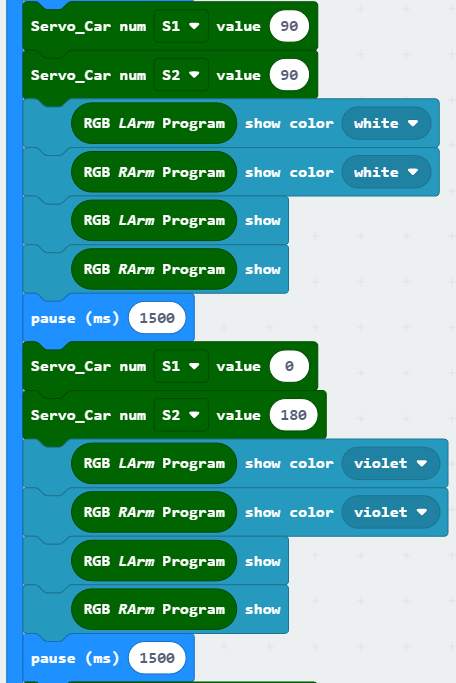 Servo_Car num S1 value 90
Servo_Car num S2 value 90
RGB LArm Program show color white
RGB RArm Program show color white
RGB LArm Program show
RGB RArm Program show
pause (ms) 1500
Servo_Car num S1 value 0
Servo_Car num S2 value 180
RGB LArm Program show color violet
RGB RArm Program show color violet
RGB LArm Program show
RGB RArm Program show
pause (ms) 1500